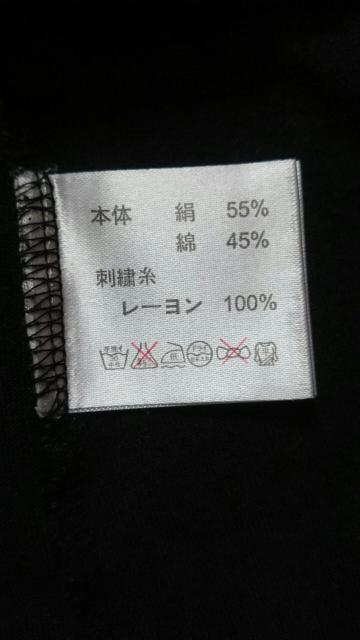 本体 絹 55%
綿 45%
刺繍糸
レーヨン 100%